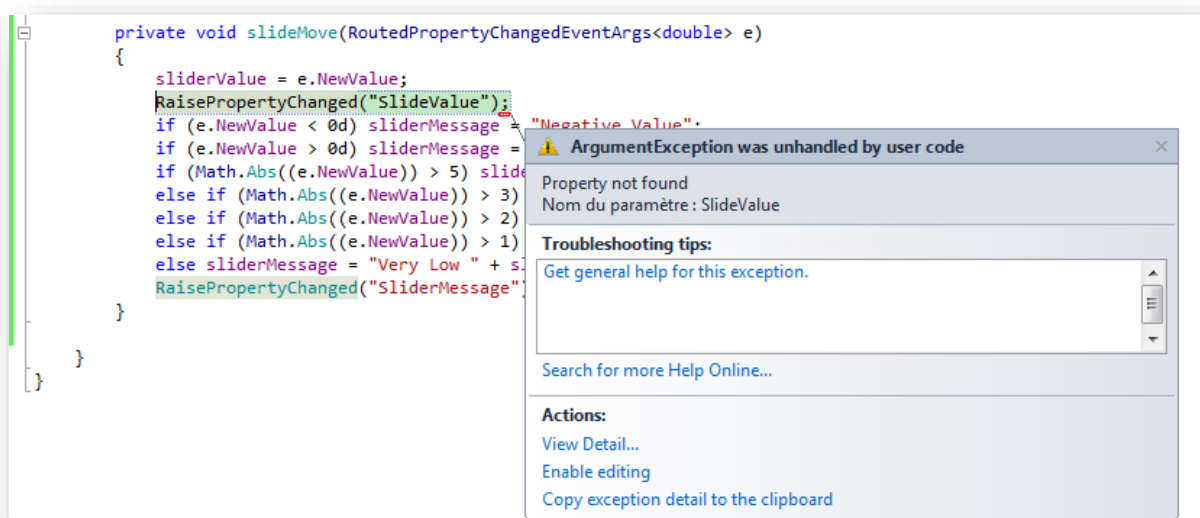 private void slideMove(RoutedPropertyChangedEventArgs<double> e)
{
sliderValue = e.NewValue;
RaisePropertyChanged("SlideValue");
if (e.NewValue < 0d) sliderMessage = "Negative Value";
if (e.NewValue > 0d) sliderMessage =
if (Math.Abs((e.NewValue)) > 5) slide
else if (Math.Abs((e.NewValue)) > 3)
else if (Math.Abs((e.NewValue)) > 2)
else if (Math.Abs((e.NewValue)) > 1)
else sliderMessage = "Very Low " + sl
RaisePropertyChanged("SliderMessage")
}
}
}
ArgumentException was unhandled by user code
Property not found
Nom du paramètre : SlideValue
Troubleshooting tips:
Get general help for this exception.
Search for more Help Online...
Actions:
View Detail...
Enable editing
Copy exception detail to the clipboard